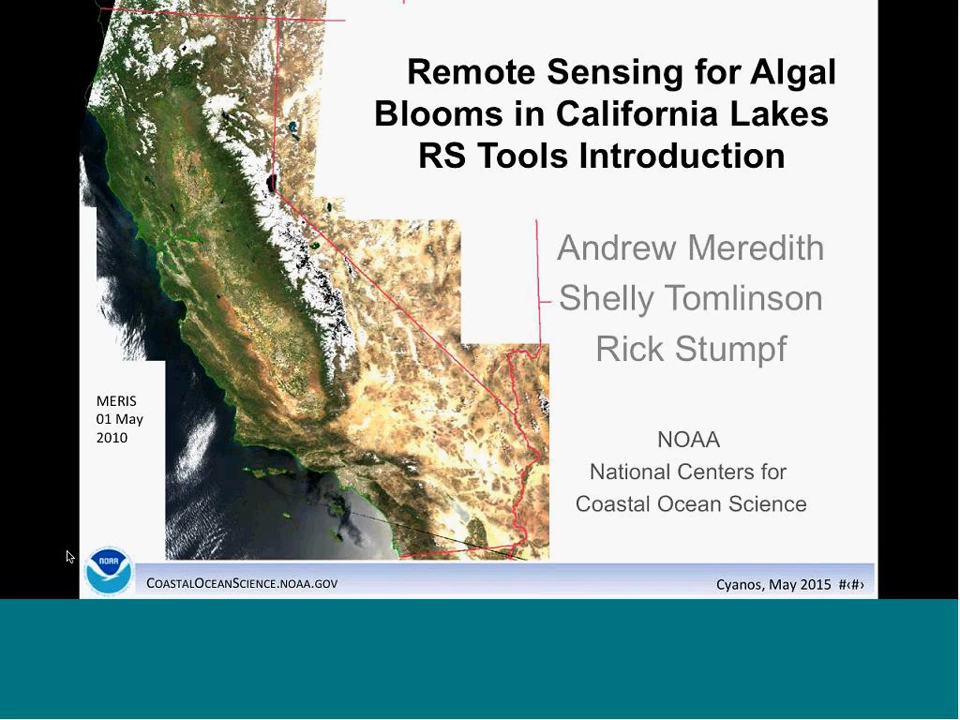 Remote Sensing for Algal
Blooms in California Lakes
RS Tools Introduction
Andrew Meredith
Shelly Tomlinson
Rick Stumpf
MERIS
01 May
2010
NOAA
National Centers for
Coastal Ocean Science
NOAA
COASTALOCEANSCIENCE.NOAA.GOV
Cyanos, May 2015 #‹#›